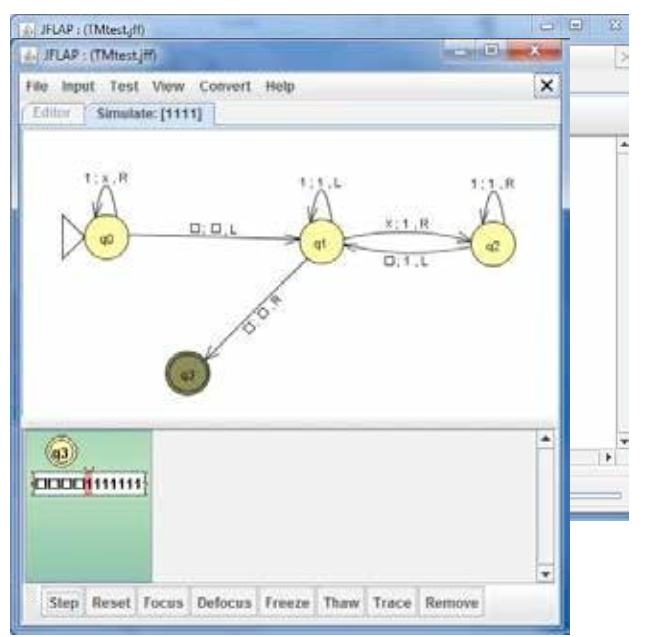 JFLAP : (TMtest.jff)
JFLAP : (TMtest.jff)
File Input Test View Convert Help
Editor Simulate: [1111]
1 ; x , R
1 ; 1 , L
1 ; 1 , R
q0
□ ; □ , L
q1
x ; 1 , R
q2
□ ; 1 , L
□ ; □ , R
q3
q3
□□□□1111111
Step Reset Focus Defocus Freeze Thaw Trace Remove